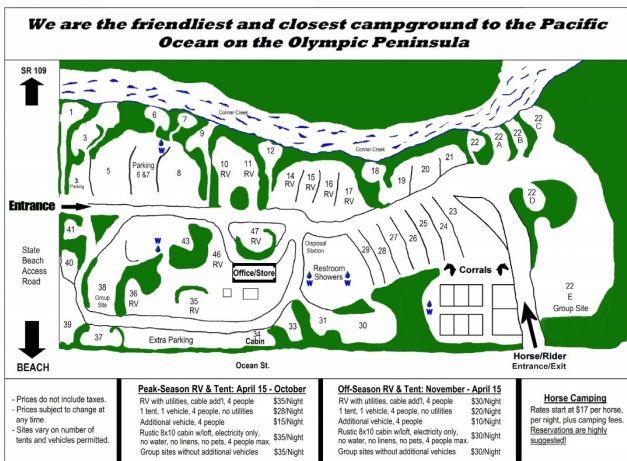 We are the friendliest and closest campground to the Pacific
Ocean on the Olympic Peninsula
SR 109
Conner Creek
Conner Creek
1
3
3
Parking
5
6
7
W
Parking
6 &7
8
9
10
RV
11
RV
12
14
RV
15
RV
16
RV
17
RV
18
19
20
21
22
22
A
22
B
22
C
22
D
22
E
Group Site
Entrance
State
Beach
Access
Road
BEACH
41
40
39
38
Group
Site
37
36
RV
W
43
35
RV
46
RV
47
RV
Office/Store
Extra Parking
34
Cabin
33
31
30
Disposal
Station
Restroom
Showers
W
W
29
28
27
26
25
24
23
Corrals
W
Horse/Rider
Entrance/Exit
Ocean St.
- Prices do not include taxes.
- Prices subject to change at
any time.
- Sites vary on number of
tents and vehicles permitted.
Peak-Season RV & Tent: April 15 - October
RV with utilities, cable add'l, 4 people $35/Night
1 tent, 1 vehicle, 4 people, no utilities $28/Night
Additional vehicle, 4 people $15/Night
Rustic 8x10 cabin w/loft, electricity only,
no water, no linens, no pets, 4 people max. $35/Night
Group sites without additional vehicles $35/Night
Off-Season RV & Tent: November - April 15
RV with utilities, cable add'l, 4 people $30/Night
1 tent, 1 vehicle, 4 people, no utilities $20/Night
Additional vehicle, 4 people $10/Night
Rustic 8x10 cabin w/loft, electricity only,
no water, no linens, no pets, 4 people max. $30/Night
Group sites without additional vehicles $30/Night
Horse Camping
Rates start at $17 per horse,
per night, plus camping fees.
Reservations are highly
suggested!